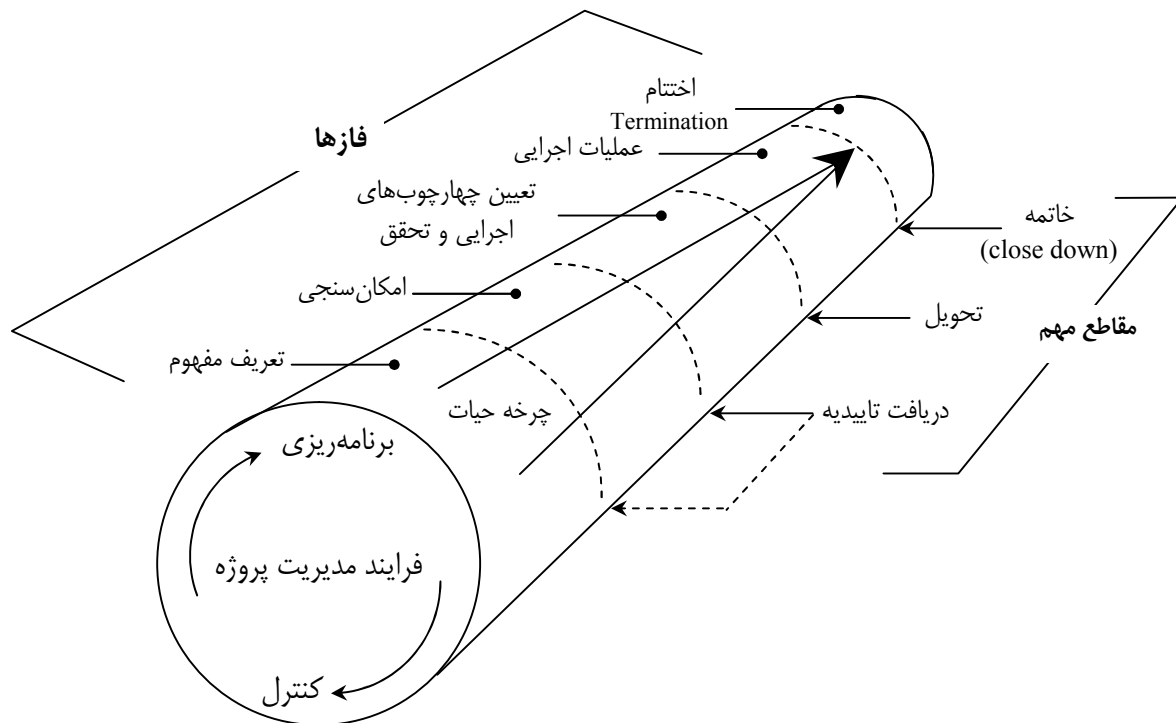 اختتام
Termination
فازها
عملیات اجرایی
تعیین چهارچوب‌های
اجرایی و تحقق
خاتمه
(close down)
امکان‌سنجی
تحویل
مقاطع مهم
تعریف مفهوم
چرخه حیات
دریافت تاییدیه
برنامه‌ریزی
فرایند مدیریت پروژه
کنترل